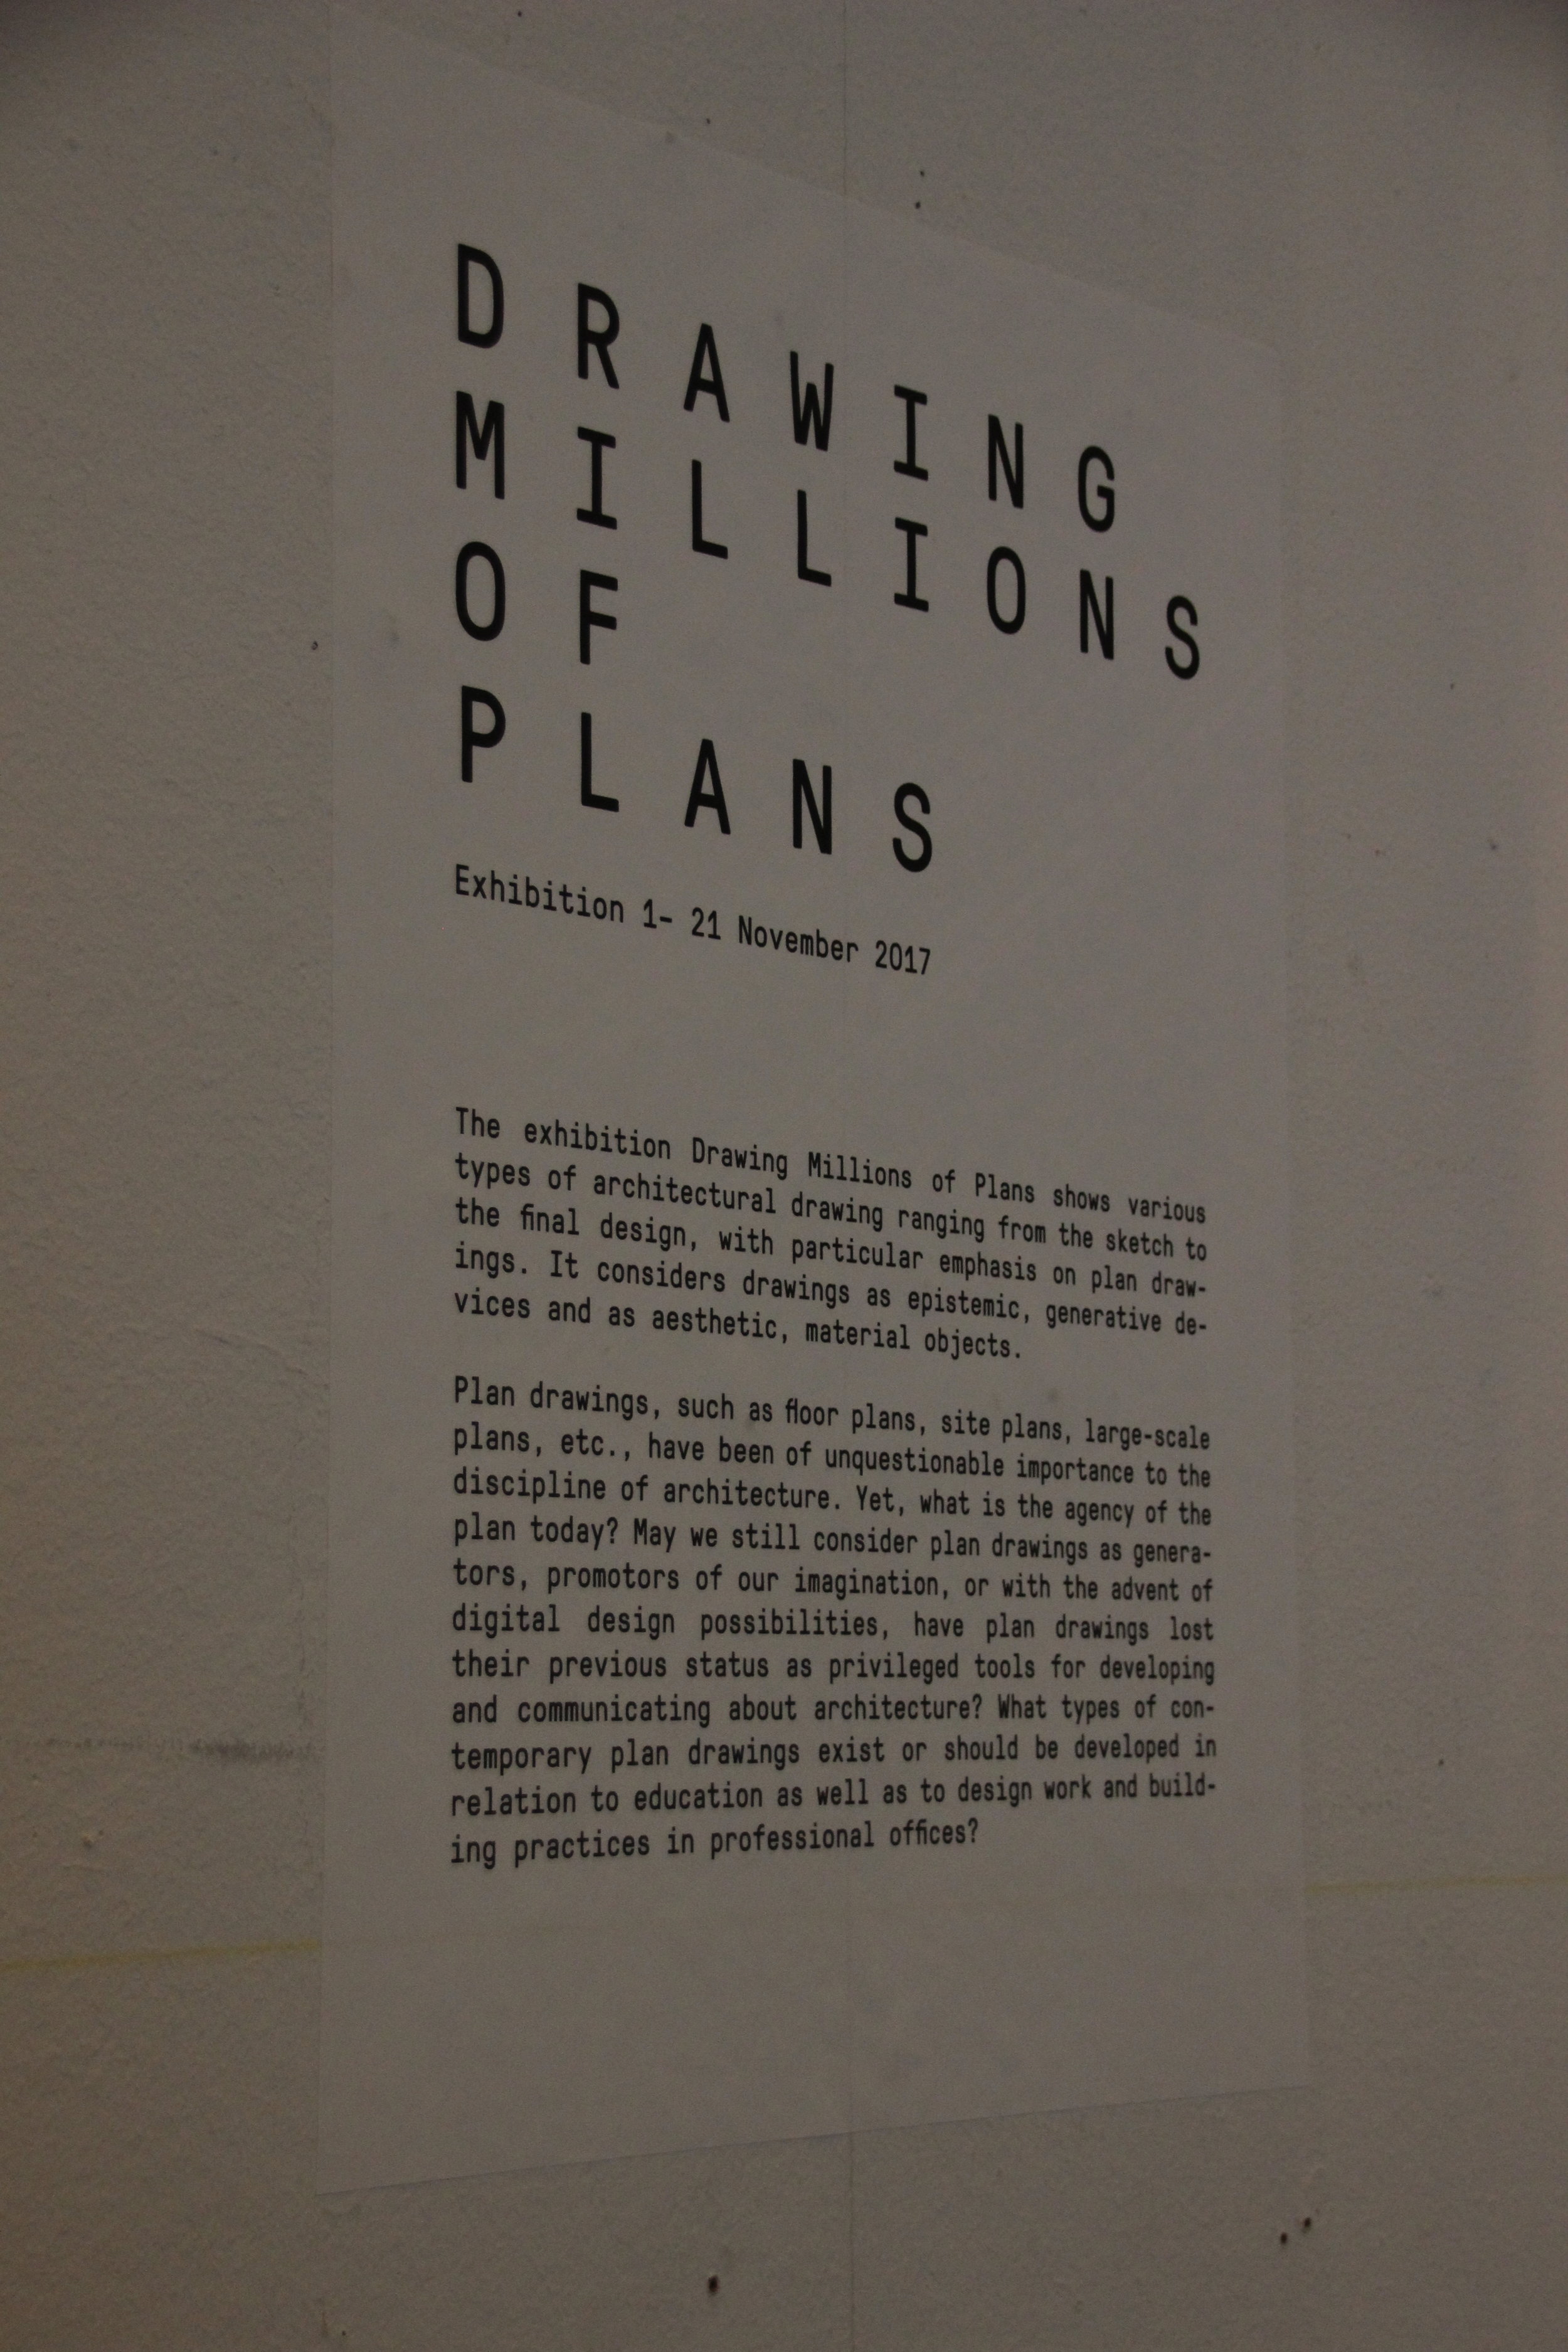 DRAWING
MILLIONS
OF
PLANS
Exhibition 1- 21 November 2017
The exhibition Drawing Millions of Plans shows various
types of architectural drawing ranging from the sketch to
the final design, with particular emphasis on plan draw-
ings. It considers drawings as epistemic, generative de-
vices and as aesthetic, material objects.
Plan drawings, such as floor plans, site plans, large-scale
plans, etc., have been of unquestionable importance to the
discipline of architecture. Yet, what is the agency of the
plan today? May we still consider plan drawings as genera-
tors, promotors of our imagination, or with the advent of
digital design possibilities, have plan drawings lost
their previous status as privileged tools for developing
and communicating about architecture? What types of con-
temporary plan drawings exist or should be developed in
relation to education as well as to design work and build-
ing practices in professional offices?